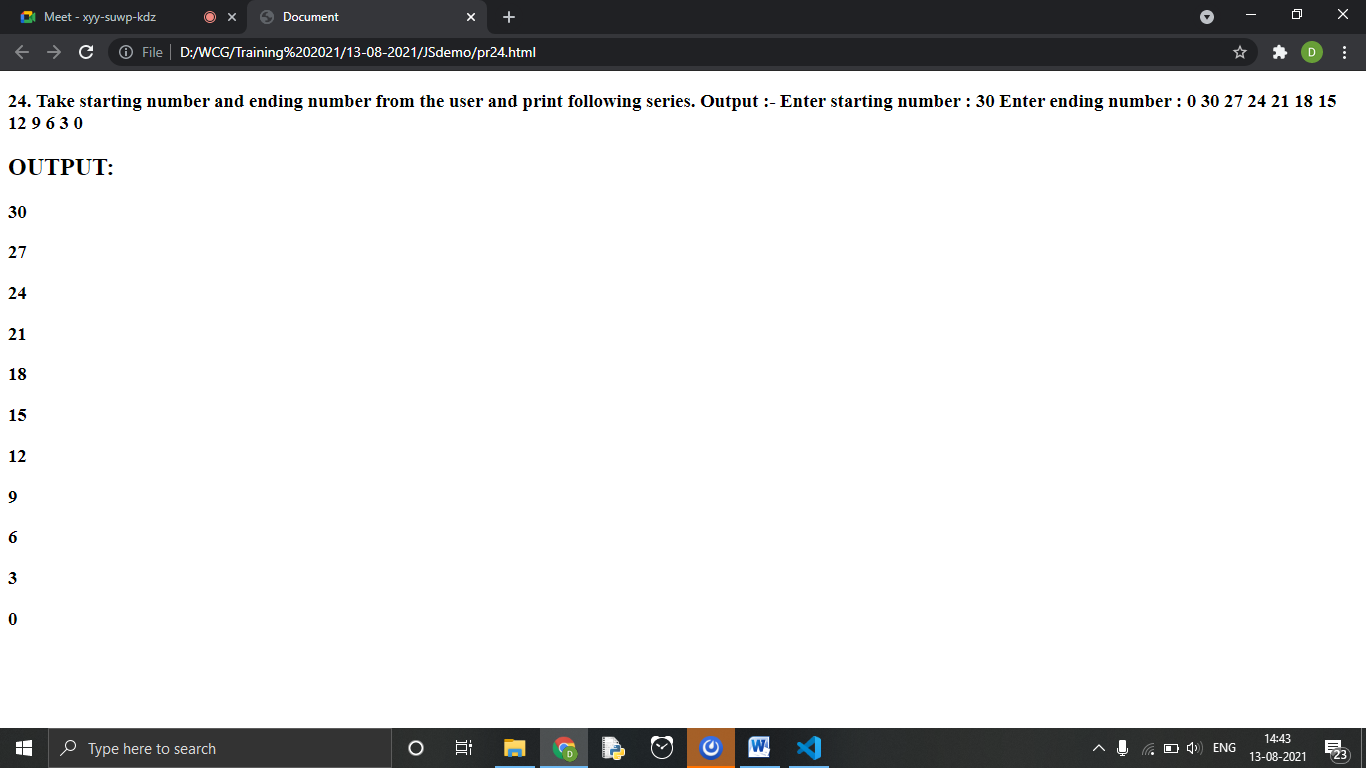 Meet - xyy-suwp-kdz
Document
File
D:/WCG/Training%202021/13-08-2021/JSdemo/pr24.html
D
24. Take starting number and ending number from the user and print following series. Output :- Enter starting number : 30 Enter ending number : 0 30 27 24 21 18 15
12 9 6 3 0
OUTPUT:
30
27
24
21
18
15
12
9
6
3
0
Type here to search
D
W
ENG
14:43
13-08-2021
23